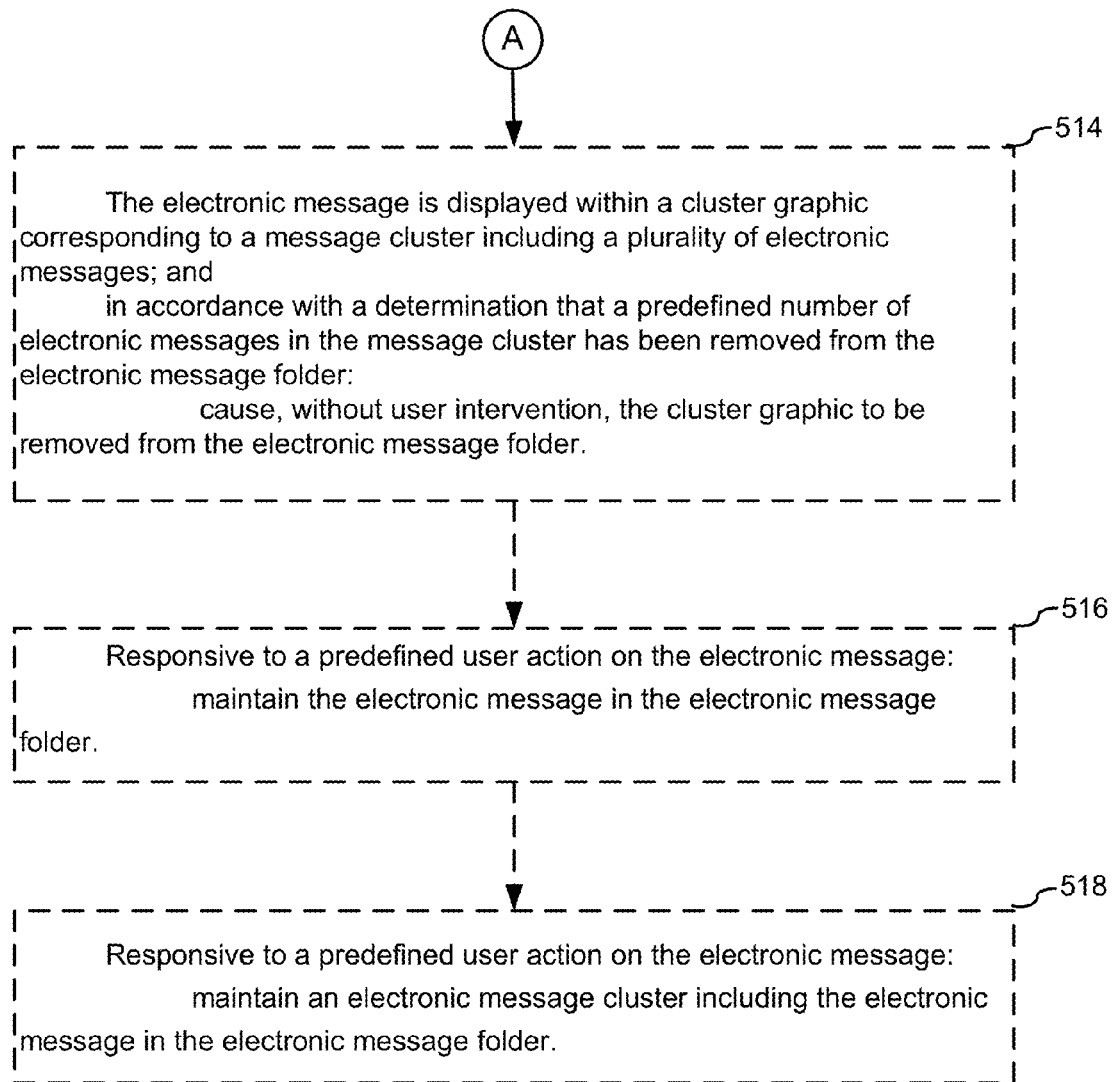 A
514
The electronic message is displayed within a cluster graphic
corresponding to a message cluster including a plurality of electronic
messages; and
in accordance with a determination that a predefined number of
electronic messages in the message cluster has been removed from the
electronic message folder:
cause, without user intervention, the cluster graphic to be
removed from the electronic message folder.
516
Responsive to a predefined user action on the electronic message:
maintain the electronic message in the electronic message
folder.
518
Responsive to a predefined user action on the electronic message:
maintain an electronic message cluster including the electronic
message in the electronic message folder.